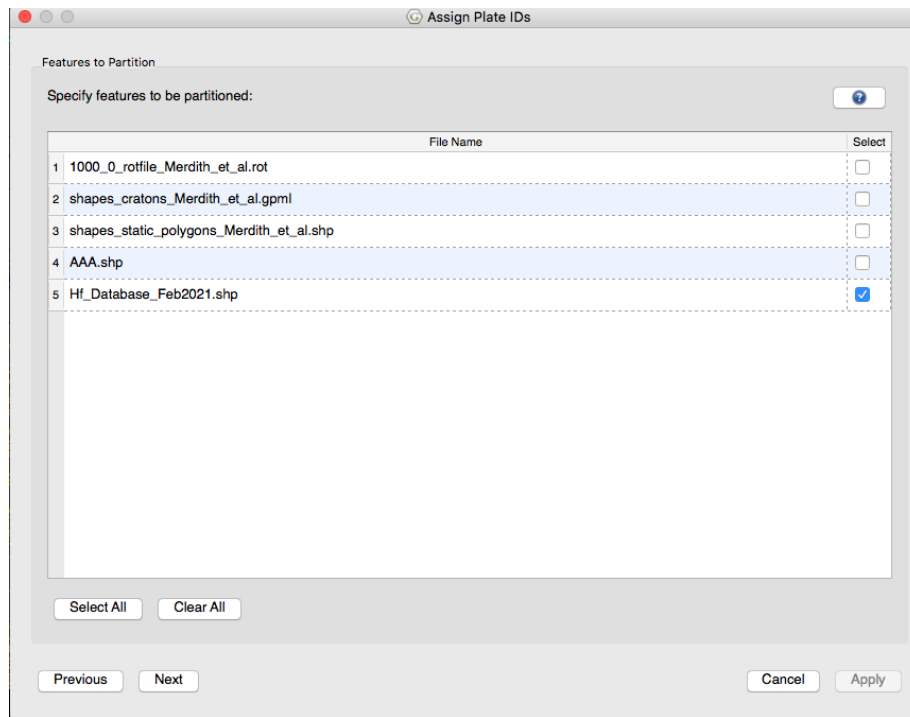 Assign Plate IDs
Features to Partition
Specify features to be partitioned:
?
File Name Select
1 1000_0_rotfile_Merdith_et_al.rot
2 shapes_cratons_Merdith_et_al.gpml
3 shapes_static_polygons_Merdith_et_al.shp
4 AAA.shp
5 Hf_Database_Feb2021.shp
Select All Clear All
Previous Next Cancel Apply